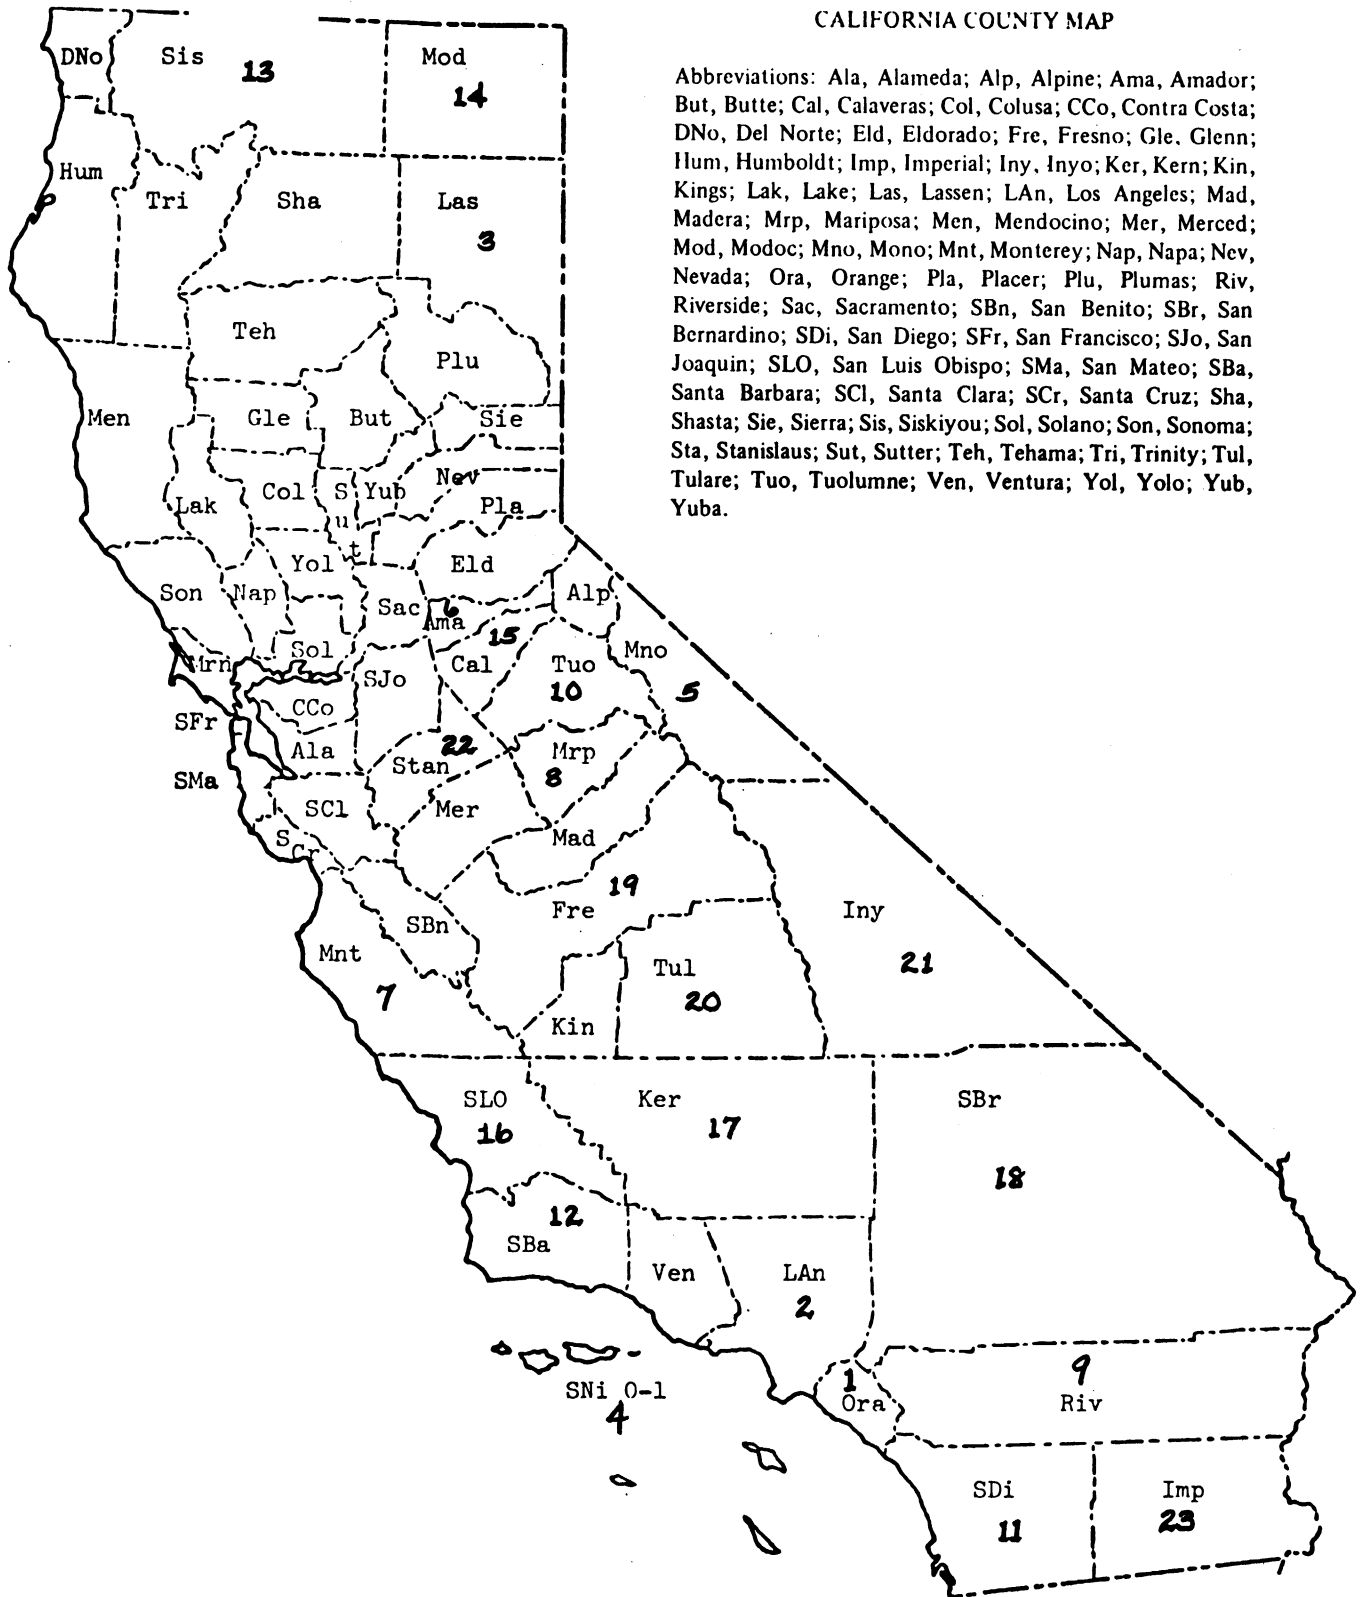 CALIFORNIA COUNTY MAP
Abbreviations: Ala, Alameda; Alp, Alpine; Ama, Amador;
But, Butte; Cal, Calaveras; Col, Colusa; CCo, Contra Costa;
DNo, Del Norte; Eld, Eldorado; Fre, Fresno; Gle, Glenn;
Hum, Humboldt; Imp, Imperial; Iny, Inyo; Ker, Kern; Kin,
Kings; Lak, Lake; Las, Lassen; LAn, Los Angeles; Mad,
Madera; Mrp, Mariposa; Men, Mendocino; Mer, Merced;
Mod, Modoc; Mno, Mono; Mnt, Monterey; Nap, Napa; Nev,
Nevada; Ora, Orange; Pla, Placer; Plu, Plumas; Riv,
Riverside; Sac, Sacramento; SBn, San Benito; SBr, San
Bernardino; SDi, San Diego; SFr, San Francisco; SJo, San
Joaquin; SLO, San Luis Obispo; SMa, San Mateo; SBa,
Santa Barbara; SCl, Santa Clara; SCr, Santa Cruz; Sha,
Shasta; Sie, Sierra; Sis, Siskiyou; Sol, Solano; Son, Sonoma;
Sta, Stanislaus; Sut, Sutter; Teh, Tehama; Tri, Trinity; Tul,
Tulare; Tuo, Tuolumne; Ven, Ventura; Yol, Yolo; Yub,
Yuba.
DNo
Sis
13
Mod
14
Hum
Tri
Sha
Las
3
Teh
Plu
Men
Gle
But
Sie
Lak
Col
S
u
t
Yub
Nev
Pla
Yol
Eld
Son
Nap
Sac
Ama
6
Alp
15
Mrn
Sol
Cal
Tuo
10
Mno
5
SJo
CCo
SFr
Ala
22
Stan
Mrp
8
SMa
SCl
Mer
S
Cr
Mad
19
Fre
SBn
Iny
21
Mnt
7
Tul
20
Kin
SLO
16
Ker
17
SBr
18
12
SBa
Ven
LAn
2
SNi 0-1
4
1
Ora
9
Riv
SDi
11
Imp
23